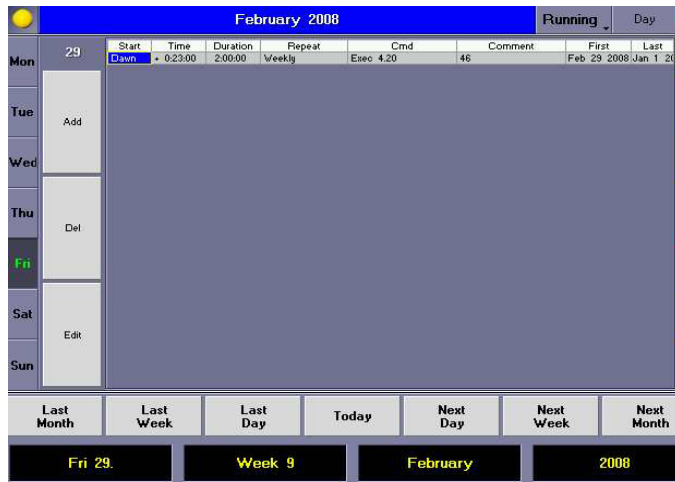 February 2008 Running Day
Mon 29 Start Time Duration Repeat Cmd Comment First Last
Dawn + 0:23:00 2:00:00 Weekly Exec 4.20 46 Feb 29 2008 Jan 1 20
Tue Add
Wed
Thu Del
Fri
Sat Edit
Sun
Last Month Last Week Last Day Today Next Day Next Week Next Month
Fri 29. Week 9 February 2008